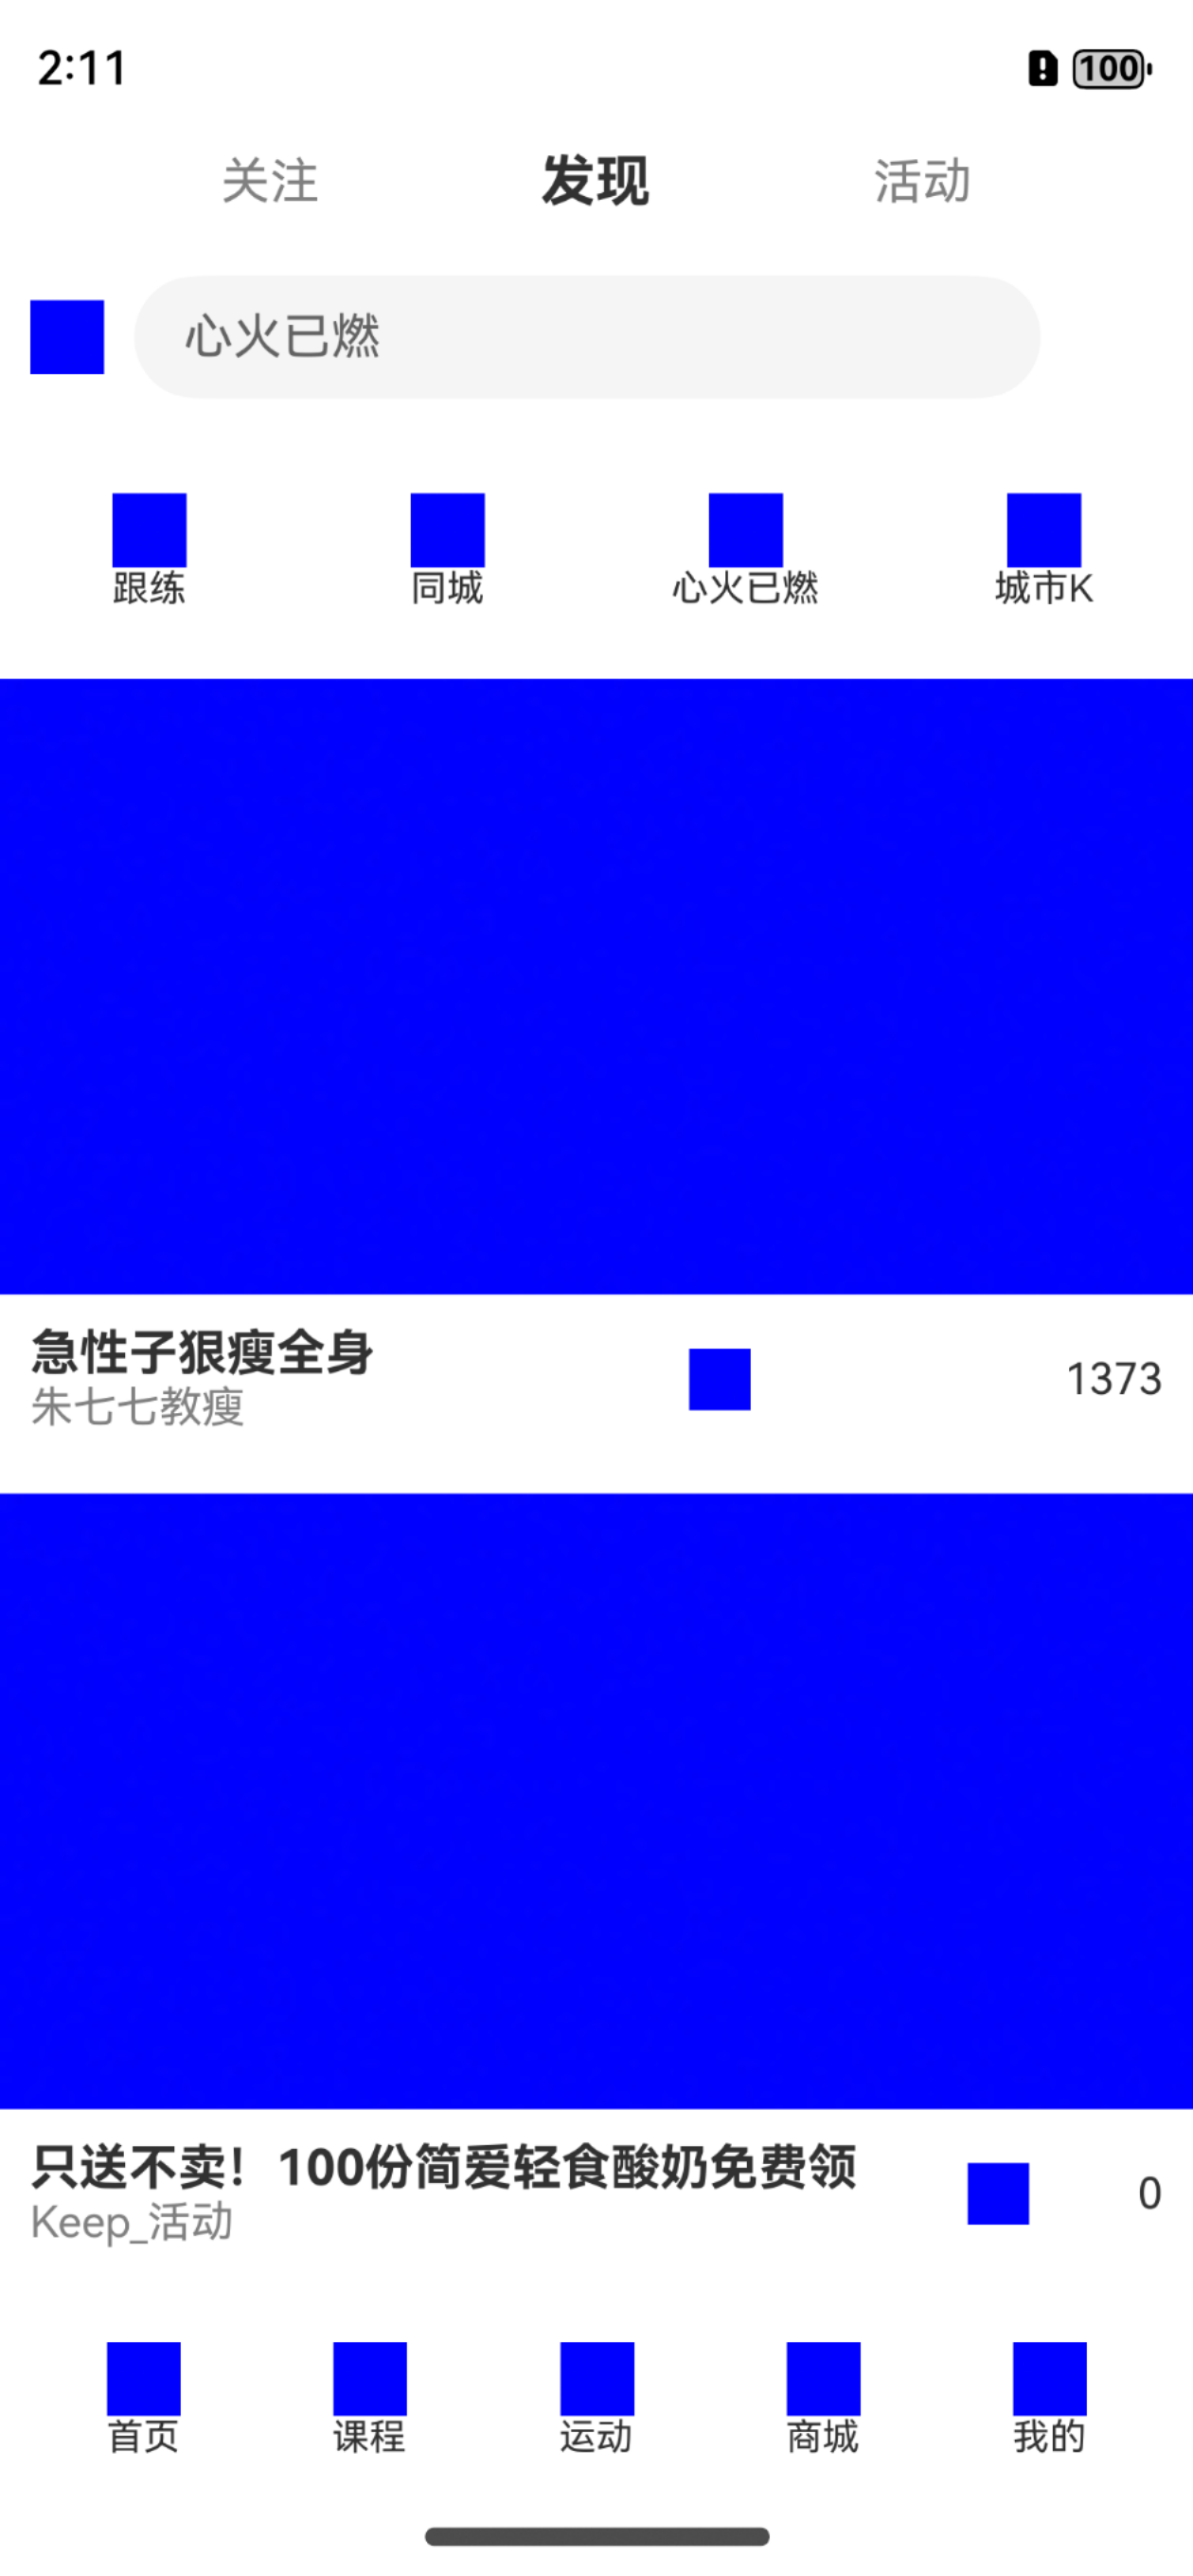 2:11
100
关注 发现 活动
心火已燃
跟练 同城 心火已燃 城市K
急性子狠瘦全身
朱七七教瘦
1373
只送不卖！100份简爱轻食酸奶免费领
Keep_活动
0
首页 课程 运动 商城 我的